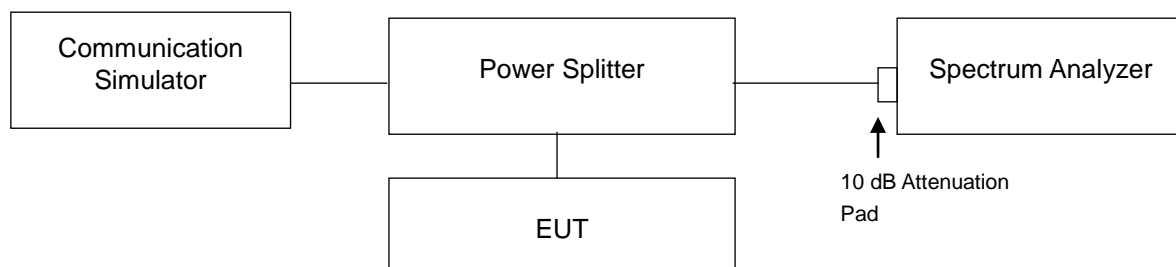 Communication
Simulator
Power Splitter
Spectrum Analyzer
10 dB Attenuation
Pad
EUT